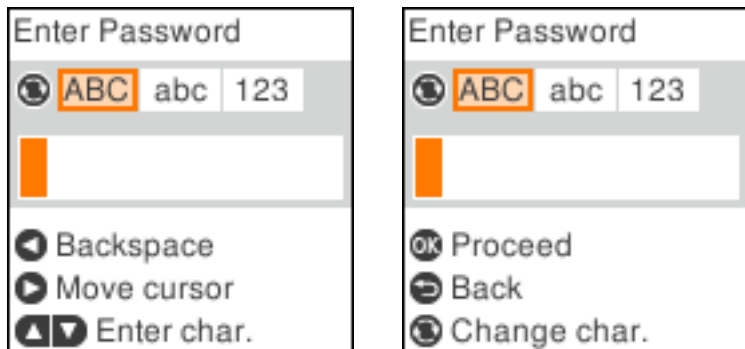 Enter Password
ABC abc 123
Backspace
Move cursor
Enter char.
Enter Password
ABC abc 123
OK Proceed
Back
Change char.